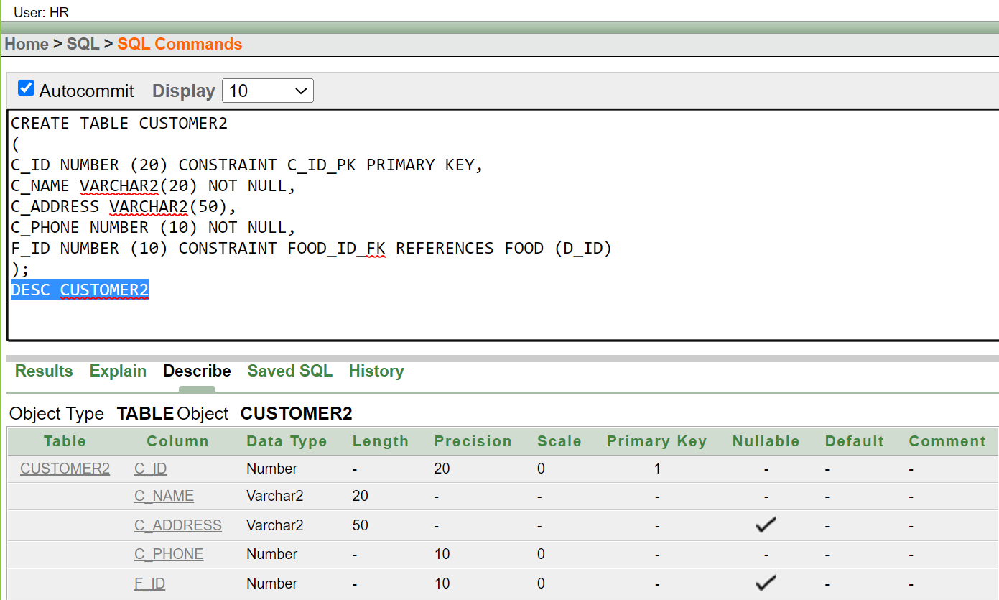 User: HR
Home > SQL > SQL Commands
Autocommit Display 10
CREATE TABLE CUSTOMER2
(
C_ID NUMBER (20) CONSTRAINT C_ID_PK PRIMARY KEY,
C_NAME VARCHAR2(20) NOT NULL,
C_ADDRESS VARCHAR2(50),
C_PHONE NUMBER (10) NOT NULL,
F_ID NUMBER (10) CONSTRAINT FOOD_ID_FK REFERENCES FOOD (D_ID)
);
DESC CUSTOMER2
Results Explain Describe Saved SQL History
Object Type TABLE Object CUSTOMER2
Table Column Data Type Length Precision Scale Primary Key Nullable Default Comment
CUSTOMER2 C_ID Number - 20 0 1 - - -
C_NAME Varchar2 20 - - - - - -
C_ADDRESS Varchar2 50 - - - ✓ - -
C_PHONE Number - 10 0 - - - -
F_ID Number - 10 0 - ✓ - -